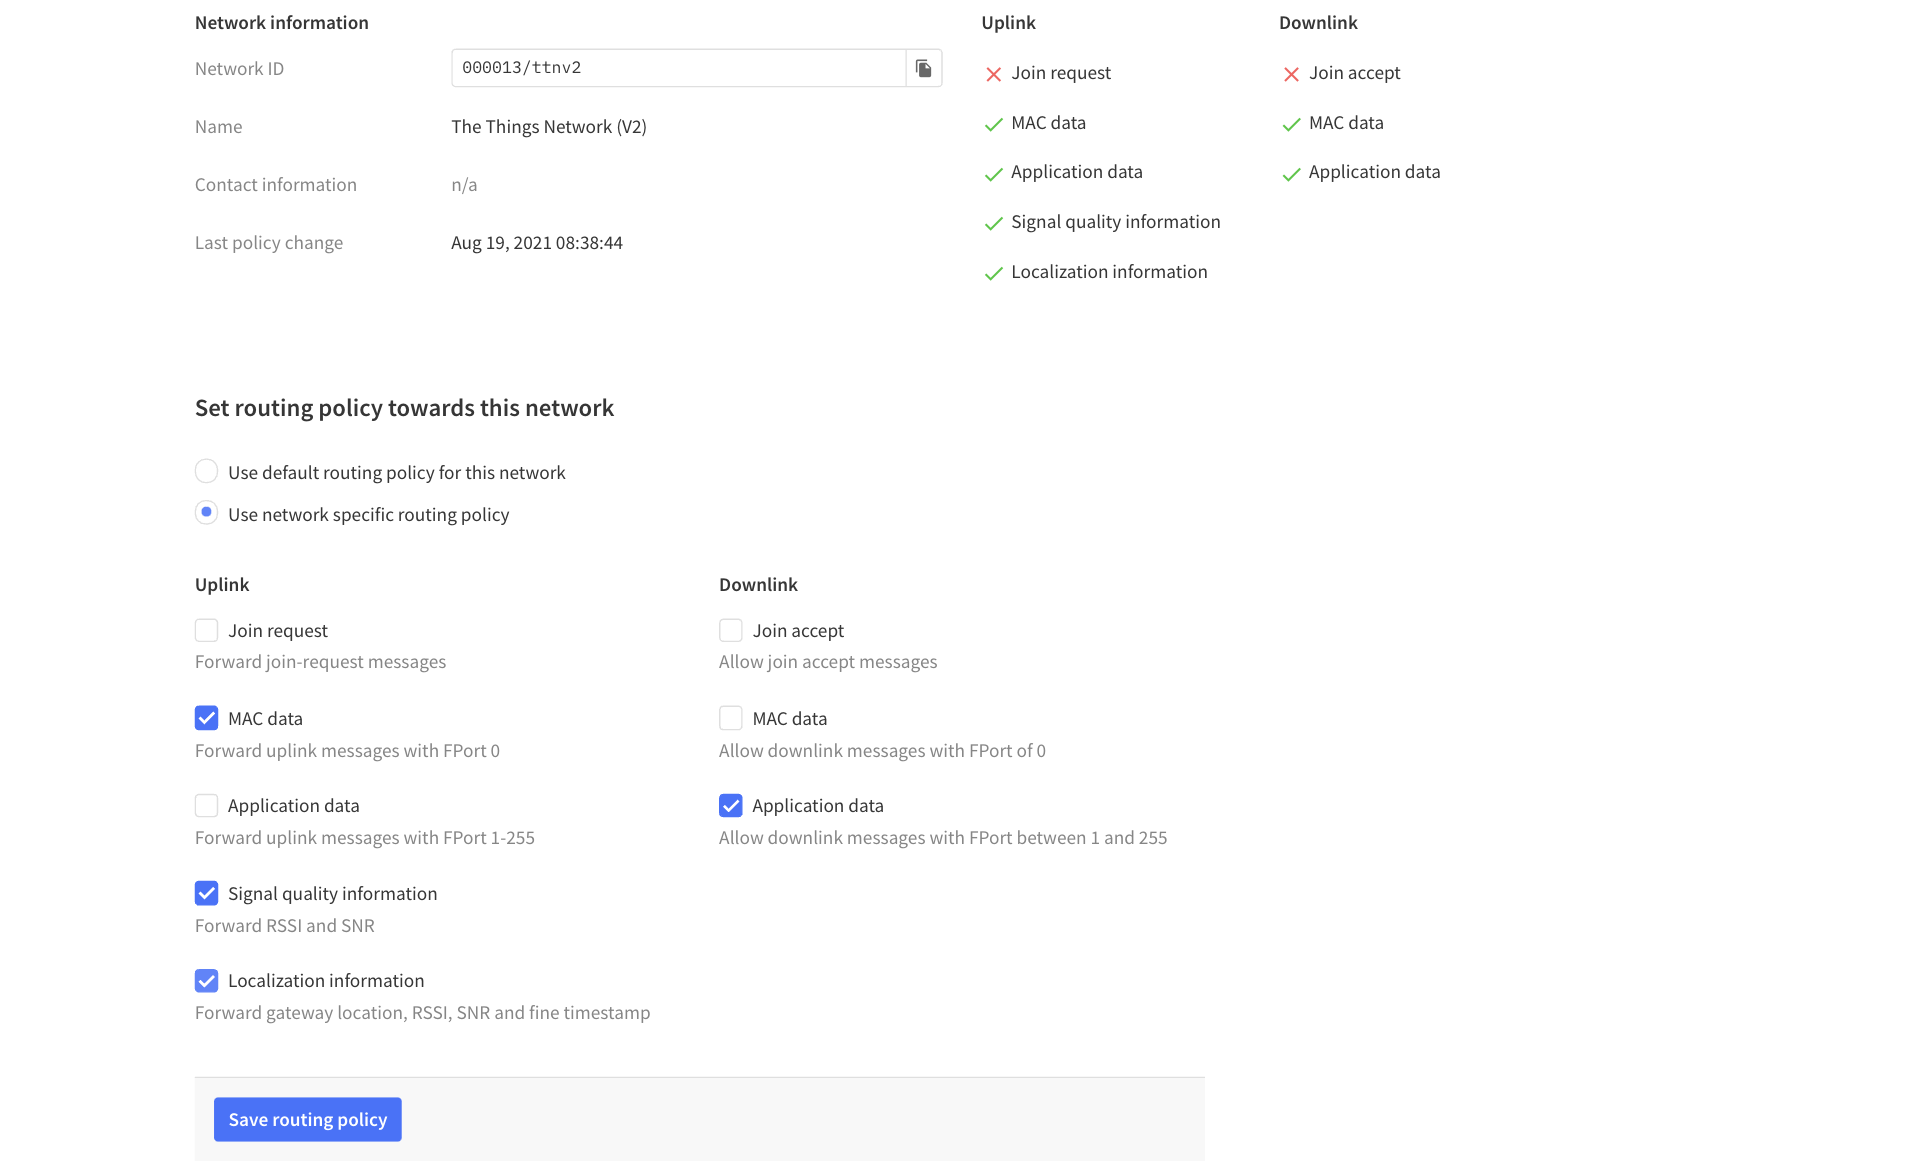 Network information
Network ID
000013/ttnv2
Name
The Things Network (V2)
Contact information
n/a
Last policy change
Aug 19, 2021 08:38:44
Uplink
Join request
MAC data
Application data
Signal quality information
Localization information
Downlink
Join accept
MAC data
Application data
Set routing policy towards this network
Use default routing policy for this network
Use network specific routing policy
Uplink
Join request
Forward join-request messages
MAC data
Forward uplink messages with FPort 0
Application data
Forward uplink messages with FPort 1-255
Signal quality information
Forward RSSI and SNR
Localization information
Forward gateway location, RSSI, SNR and fine timestamp
Downlink
Join accept
Allow join accept messages
MAC data
Allow downlink messages with FPort of 0
Application data
Allow downlink messages with FPort between 1 and 255
Save routing policy